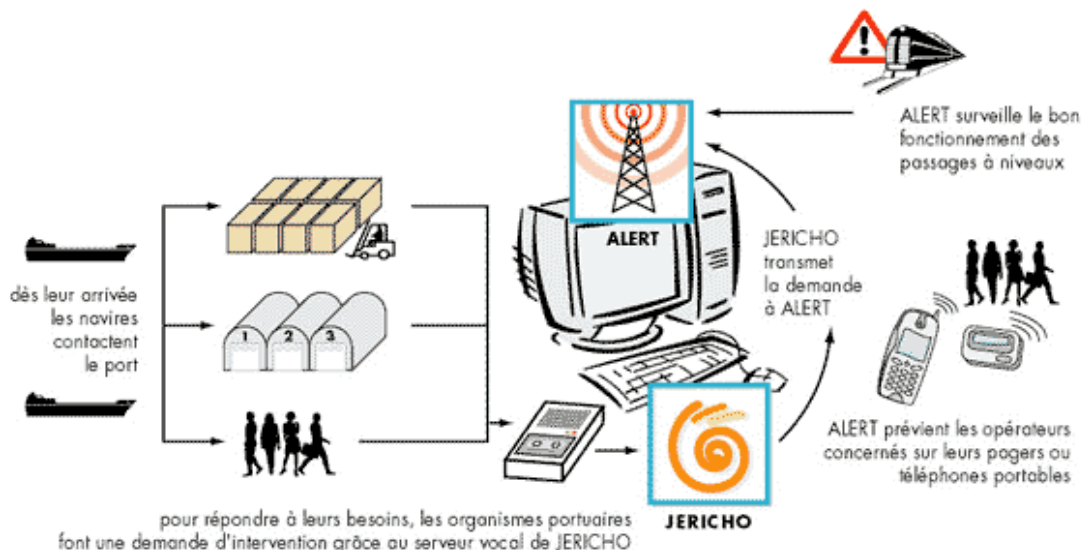 ALERT surveille le bon
fonctionnement des
passages à niveaux
ALERT
JERICHO
transmet
la demande
à ALERT
dès leur arrivée
les navires
contactent
le port
1 2 3
ALERT prévient les opérateurs
concernés sur leurs pagers ou
téléphones portables
JERICHO
pour répondre à leurs besoins, les organismes portuaires
font une demande d'intervention grâce au serveur vocal de JERICHO